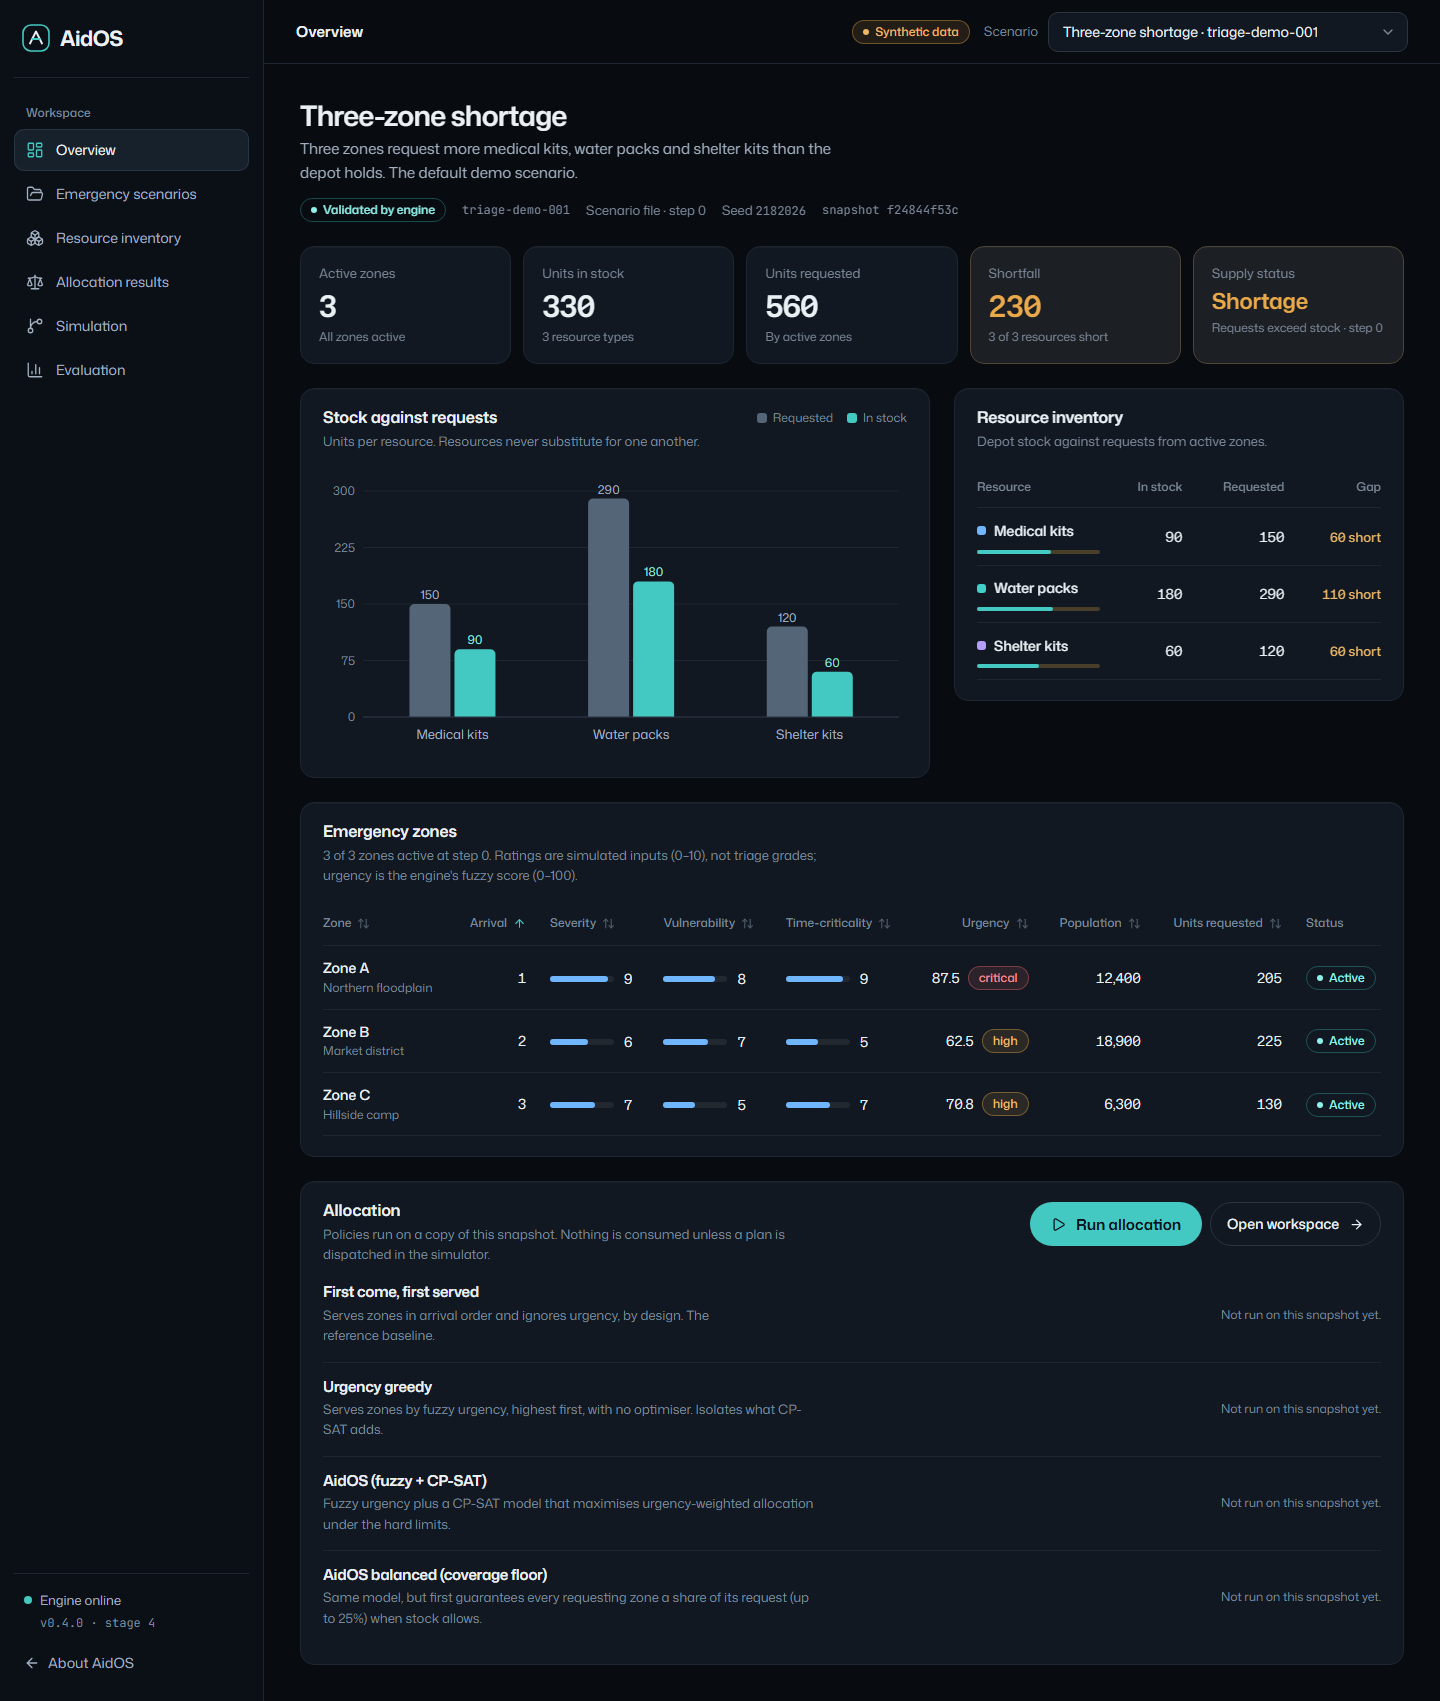 AidOS
Workspace
Overview
Emergency scenarios
Resource inventory
Allocation results
Simulation
Evaluation
Engine online
v0.4.0 · stage 4
About AidOS
Overview
Synthetic data
Scenario
Three-zone shortage · triage-demo-001
Three-zone shortage
Three zones request more medical kits, water packs and shelter kits than the
depot holds. The default demo scenario.
Validated by engine triage-demo-001 Scenario file · step 0 Seed 2182026 snapshot f24844f53c
Active zones
3
All zones active
Units in stock
330
3 resource types
Units requested
560
By active zones
Shortfall
230
3 of 3 resources short
Supply status
Shortage
Requests exceed stock · step 0
Stock against requests
Requested In stock
Units per resource. Resources never substitute for one another.
300
225
150
75
0
150
90
290
180
120
60
Medical kits Water packs Shelter kits
Resource inventory
Depot stock against requests from active zones.
Resource In stock Requested Gap
Medical kits 90 150 60 short
Water packs 180 290 110 short
Shelter kits 60 120 60 short
Emergency zones
3 of 3 zones active at step 0. Ratings are simulated inputs (0–10), not triage grades;
urgency is the engine's fuzzy score (0–100).
Zone Arrival Severity Vulnerability Time-criticality Urgency Population Units requested Status
Zone A
Northern floodplain
1 9 8 9 87.5 critical 12,400 205 Active
Zone B
Market district
2 6 7 5 62.5 high 18,900 225 Active
Zone C
Hillside camp
3 7 5 7 70.8 high 6,300 130 Active
Allocation
Policies run on a copy of this snapshot. Nothing is consumed unless a plan is
dispatched in the simulator.
Run allocation
Open workspace
First come, first served
Serves zones in arrival order and ignores urgency, by design. The
reference baseline.
Not run on this snapshot yet.
Urgency greedy
Serves zones by fuzzy urgency, highest first, with no optimiser. Isolates what CP-
SAT adds.
Not run on this snapshot yet.
AidOS (fuzzy + CP-SAT)
Fuzzy urgency plus a CP-SAT model that maximises urgency-weighted allocation
under the hard limits.
Not run on this snapshot yet.
AidOS balanced (coverage floor)
Same model, but first guarantees every requesting zone a share of its request (up
to 25%) when stock allows.
Not run on this snapshot yet.